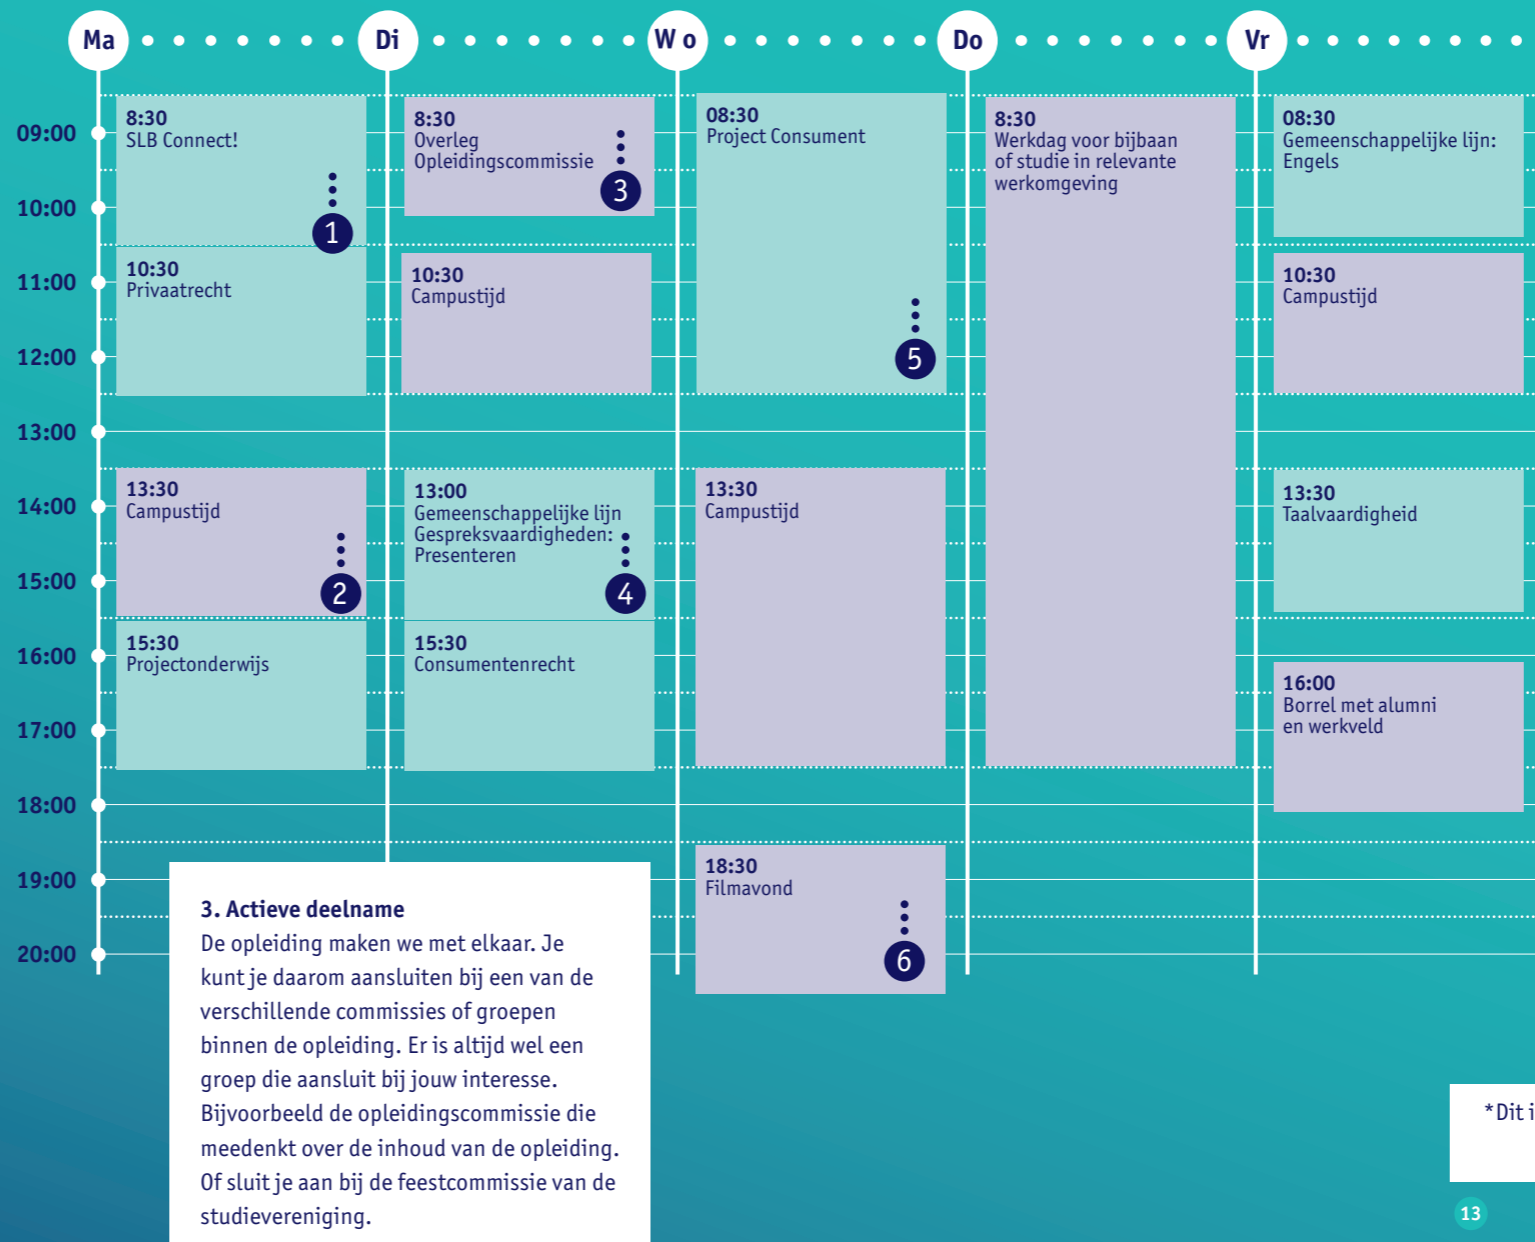 Ma
Di
W o
Do
Vr
09:00
10:00
11:00
12:00
13:00
14:00
15:00
16:00
17:00
18:00
19:00
20:00
8:30
SLB Connect!
1
10:30
Privaatrecht
13:30
Campustijd
2
15:30
Projectonderwijs
8:30
Overleg
Opleidingscommissie
3
10:30
Campustijd
13:00
Gemeenschappelijke lijn
Gespreksvaardigheden:
Presenteren
4
15:30
Consumentenrecht
08:30
Project Consument
5
13:30
Campustijd
18:30
Filmavond
6
8:30
Werkdag voor bijbaan
of studie in relevante
werkomgeving
08:30
Gemeenschappelijke lijn:
Engels
10:30
Campustijd
13:30
Taalvaardigheid
16:00
Borrel met alumni
en werkveld
3. Actieve deelname
De opleiding maken we met elkaar. Je
kunt je daarom aansluiten bij een van de
verschillende commissies of groepen
binnen de opleiding. Er is altijd wel een
groep die aansluit bij jouw interesse.
Bijvoorbeeld de opleidingscommissie die
meedenkt over de inhoud van de opleiding.
Of sluit je aan bij de feestcommissie van de
studievereniging.
*Dit i
13